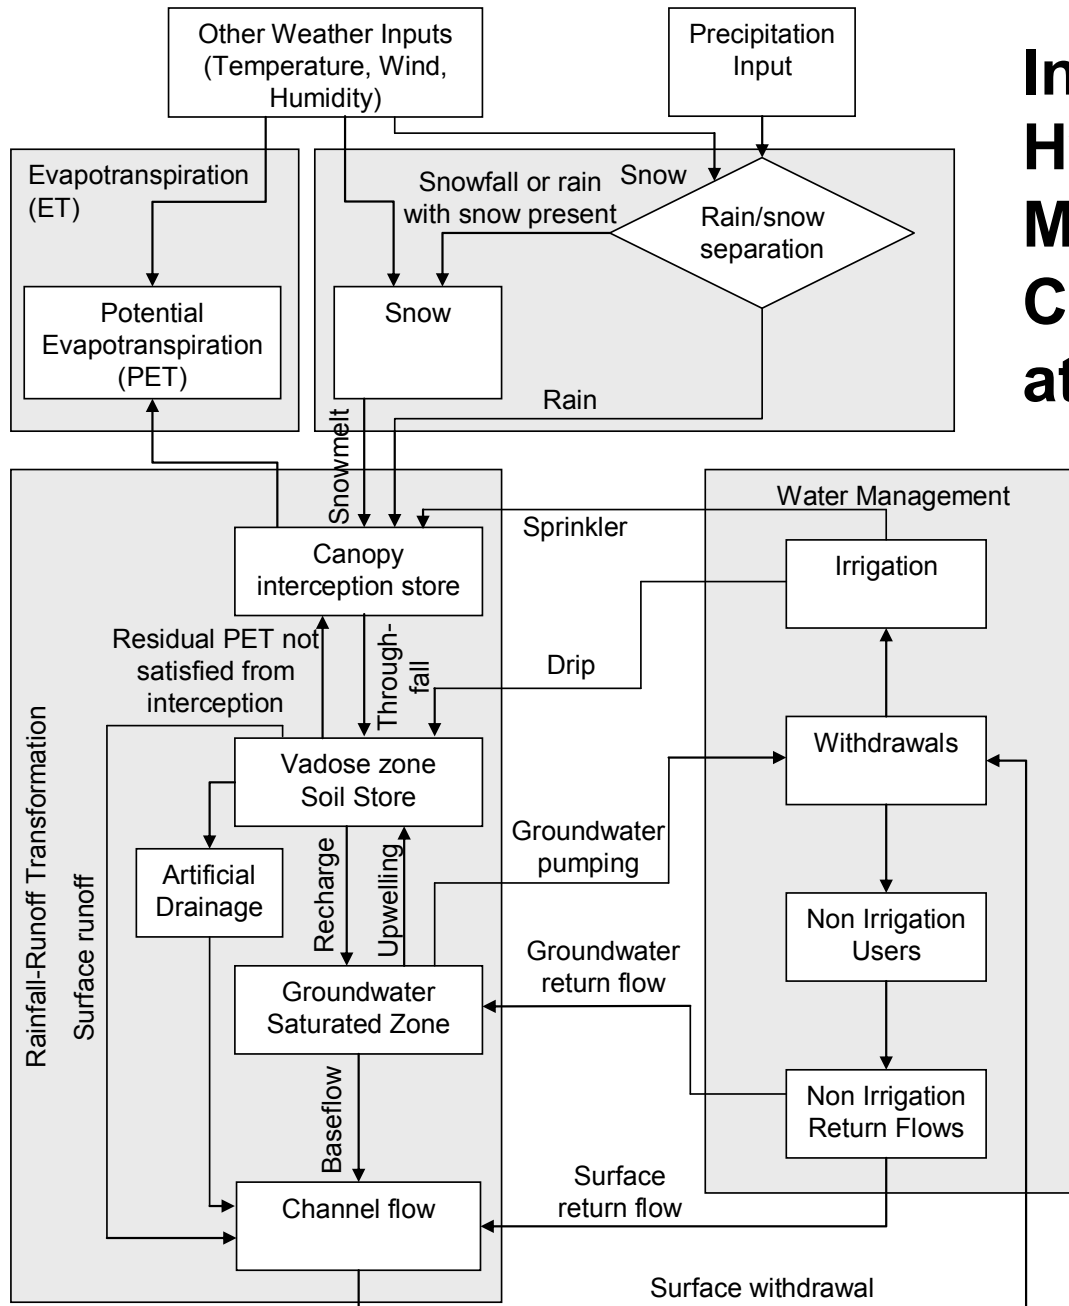 Other Weather Inputs
(Temperature, Wind,
Humidity)
Precipitation
Input
In
H
M
C
at
Evapotranspiration
(ET)
Snow
Snowfall or rain
with snow present
Rain/snow
separation
Potential
Evapotranspiration
(PET)
Snow
Rain
Snowmelt
Rainfall-Runoff Transformation
Canopy
interception store
Residual PET not
satisfied from
interception
Through-
fall
Vadose zone
Soil Store
Surface runoff
Artificial
Drainage
Recharge
Upwelling
Groundwater
Saturated Zone
Baseflow
Channel flow
Sprinkler
Drip
Groundwater
pumping
Groundwater
return flow
Surface
return flow
Surface withdrawal
Water Management
Irrigation
Withdrawals
Non Irrigation
Users
Non Irrigation
Return Flows